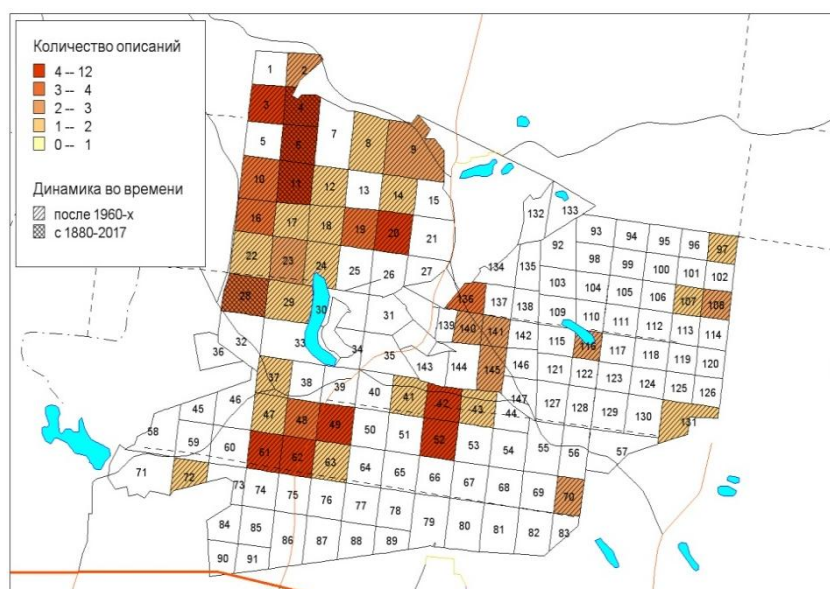 Количество описаний
4 -- 12
3 -- 4
2 -- 3
1 -- 2
0 -- 1
Динамика во времени
после 1960-х
с 1880-2017
1 2
3 4
5 6 7 8 9
10 11 12 13 14 15
16 17 18 19 20 21
22 23 24 25 26 27
28 29 30 31
32 33 34 35 36
132 133
134 135 92 93 94 95 96 97
98 99 100 101 102
136 137 138 103 104 105 106 107 108
139 140 141 142 109 110 111 112 113 114
143 144 145 146 115 116 117 118 119 120
121 122 123 124 125 126
147 127 128 129 130 131
37 38 39 40 41 42 43 44
45 46 47 48 49 50 51 52 53 54 55 56 57
58 59 60 61 62 63 64 65 66 67 68 69 70
71 72 73 74 75 76 77 78 79 80 81 82 83
84 85 86 87 88 89
90 91